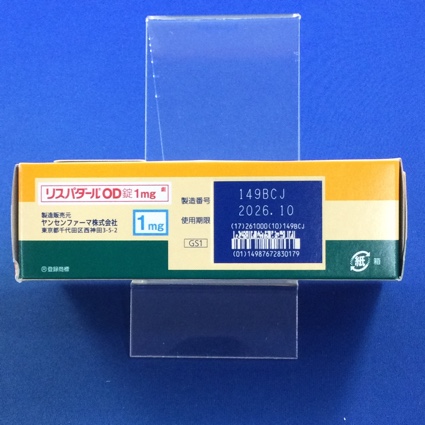 リスパダールOD錠1mg
製造販売元
ヤンセンファーマ株式会社
東京都千代田区西神田3-5-2
1mg
製造番号 149BCJ
使用期限 2026.10
(17)261000(10)149BCJ
GS1
(01)14987672830179
紙 箱
Ⓡ登録商標